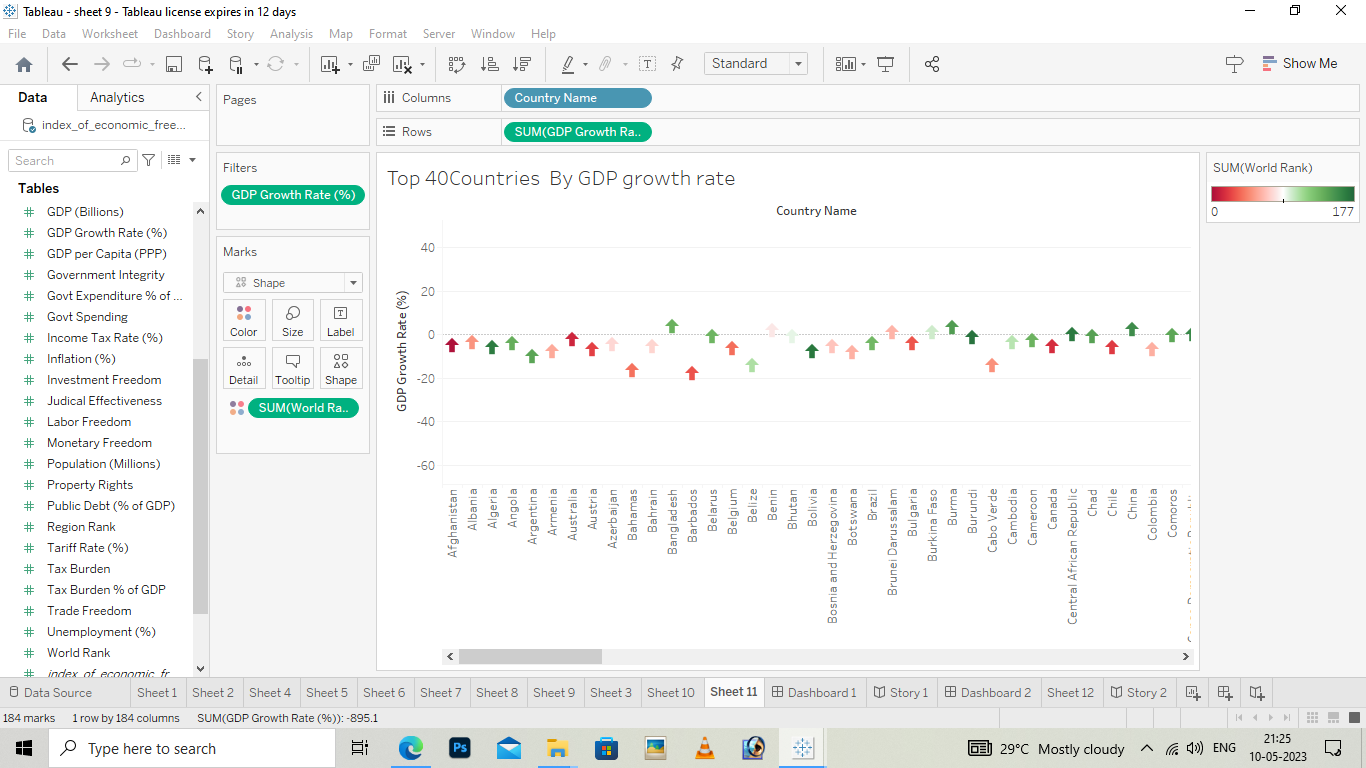 Tableau - sheet 9 - Tableau license expires in 12 days
File Data Worksheet Dashboard Story Analysis Map Format Server Window Help
Standard
Show Me
Data Analytics
index_of_economic_free...
Search
Tables
GDP (Billions)
GDP Growth Rate (%)
GDP per Capita (PPP)
Government Integrity
Govt Expenditure % of ...
Govt Spending
Income Tax Rate (%)
Inflation (%)
Investment Freedom
Judical Effectiveness
Labor Freedom
Monetary Freedom
Population (Millions)
Property Rights
Public Debt (% of GDP)
Region Rank
Tariff Rate (%)
Tax Burden
Tax Burden % of GDP
Trade Freedom
Unemployment (%)
World Rank
index_of_economic_fr
Pages
Filters
GDP Growth Rate (%)
Marks
Shape
Color Size Label
Detail Tooltip Shape
SUM(World Ra..
Columns Country Name
Rows SUM(GDP Growth Ra..
Top 40Countries By GDP growth rate
Country Name
GDP Growth Rate (%)
40
20
0
-20
-40
-60
Afghanistan
Albania
Algeria
Angola
Argentina
Armenia
Australia
Austria
Azerbaijan
Bahamas
Bahrain
Bangladesh
Barbados
Belarus
Belgium
Belize
Benin
Bhutan
Bolivia
Bosnia and Herzegovina
Botswana
Brazil
Brunei Darussalam
Bulgaria
Burkina Faso
Burma
Burundi
Cabo Verde
Cambodia
Cameroon
Canada
Central African Republic
Chad
Chile
China
Colombia
Comoros
SUM(World Rank)
0 177
Data Source Sheet 1 Sheet 2 Sheet 4 Sheet 5 Sheet 6 Sheet 7 Sheet 8 Sheet 9 Sheet 3 Sheet 10 Sheet 11 Dashboard 1 Story 1 Dashboard 2 Sheet 12 Story 2
184 marks 1 row by 184 columns SUM(GDP Growth Rate (%)): -895.1
Type here to search
Ps
29°C Mostly cloudy
ENG
21:25
10-05-2023